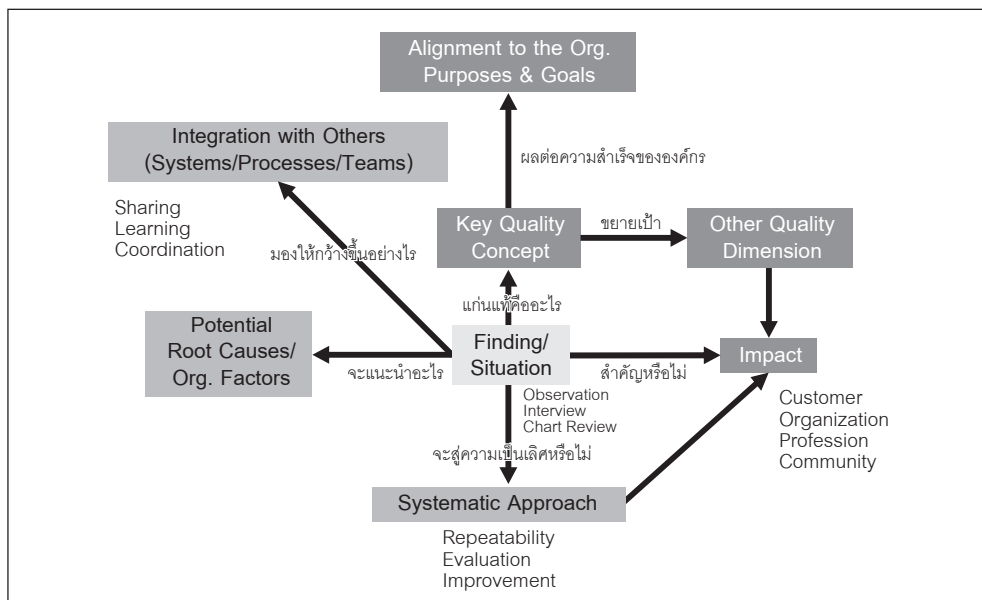 Alignment to the Org.
Purposes & Goals
Integration with Others
(Systems/Processes/Teams)
ผลต่อความสำเร็จขององค์กร
Sharing
Learning
Coordination
Key Quality
Concept
ขยายเป้า
Other Quality
Dimension
มองให้กว้างขึ้นอย่างไร
แก่นแท้คืออะไร
Potential
Root Causes/
Org. Factors
จะแนะนำอะไร
Finding/
Situation
สำคัญหรือไม่
Impact
Observation
Interview
Chart Review
Customer
Organization
Profession
Community
จะสู่ความเป็นเลิศหรือไม่
Systematic Approach
Repeatability
Evaluation
Improvement